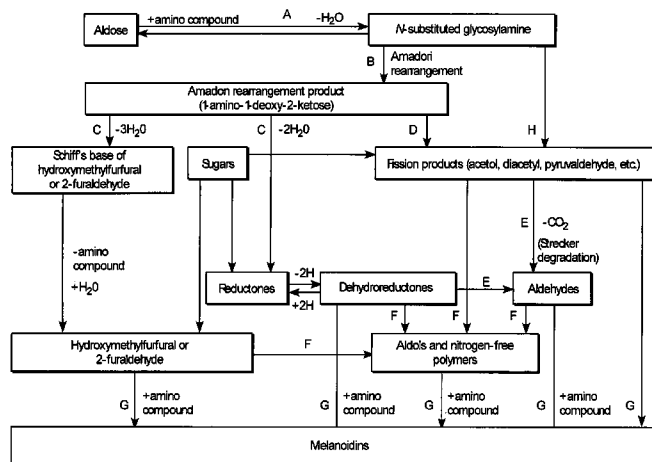 Aldose
+amino compound
A
-H₂O
N-substituted glycosylamine
B
Amadori
rearrangement
Amadon rearrangement product
(1-amino-1-deoxy-2-ketose)
C
-3H₂0
C
-2H₂0
D
H
Schiff's base of
hydroxymethylfurfural
or 2-furaldehyde
Sugars
Fission products (acetol, diacetyl, pyruvaldehyde, etc.)
E
-CO₂
(Strecker
degradation)
-amino
compound
+H₂0
Reductones
-2H
+2H
Dehydroreductones
E
Aldehydes
F
F
F
Hydroxymethylfurfural or
2-furaldehyde
F
Aldols and nitrogen-free
polymers
G
+amino
compound
G
+amino
compound
G
+amino
compound
G
+amino
compound
G
Melanoidins